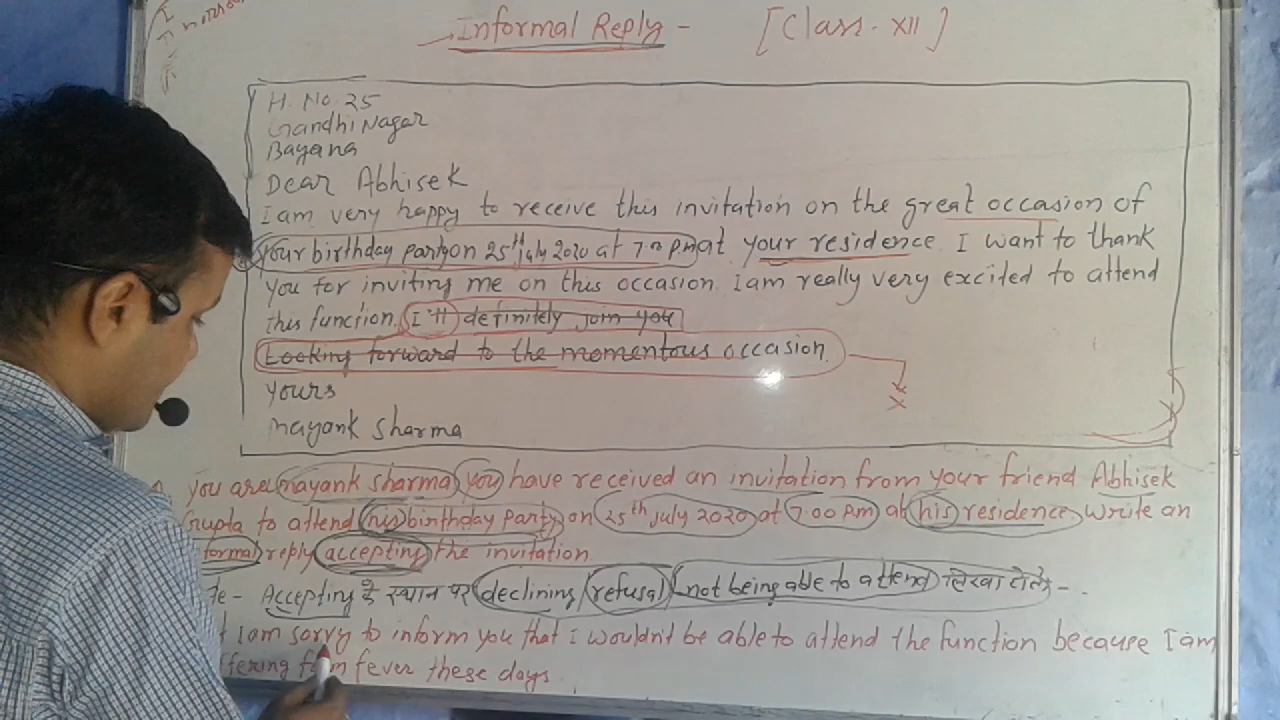 Informal Reply - [Class. XII]
H. No. 25
Gandhi Nagar
Bayana
Dear Abhisek
I am very happy to receive this invitation on the great occasion of
your birthday party on 25th july 2020 at 7.00 p.m at your residence. I want to thank
you for inviting me on this occasion. I am really very excited to attend
this function. I'll definitely join you
Looking forward to the momentous occasion.
yours
mayank sharma
you are mayank sharma you have received an invitation from your friend Abhisek
Gupta to attend his birthday party on 25th july 2020 at 7:00 pm at his residence write an
formal reply accepting the invitation
Accepting के स्थान पर declining / refusal / not being able to attend लिखा हो तो -
I am sorry to inform you that I wouldn't be able to attend the function because I am
ffering from fever these days